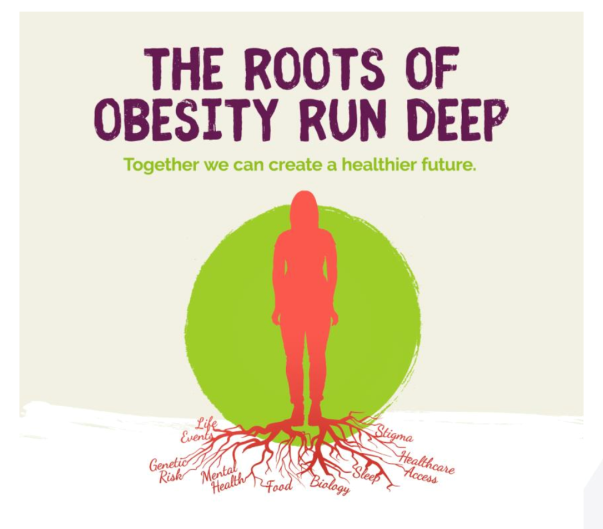 THE ROOTS OF
OBESITY RUN DEEP
Together we can create a healthier future.
Life
Events
Genetic
Risk
Mental
Health
Food
Biology
Sleep
Stigma
Healthcare
Access